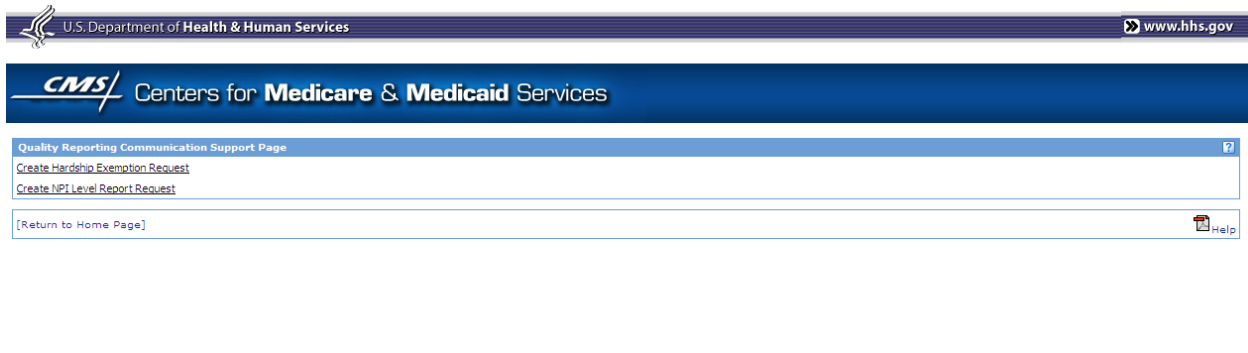 U.S. Department of Health & Human Services
www.hhs.gov
CMS Centers for Medicare & Medicaid Services
Quality Reporting Communication Support Page
?
Create Hardship Exemption Request
Create NPI Level Report Request
[Return to Home Page]
Help